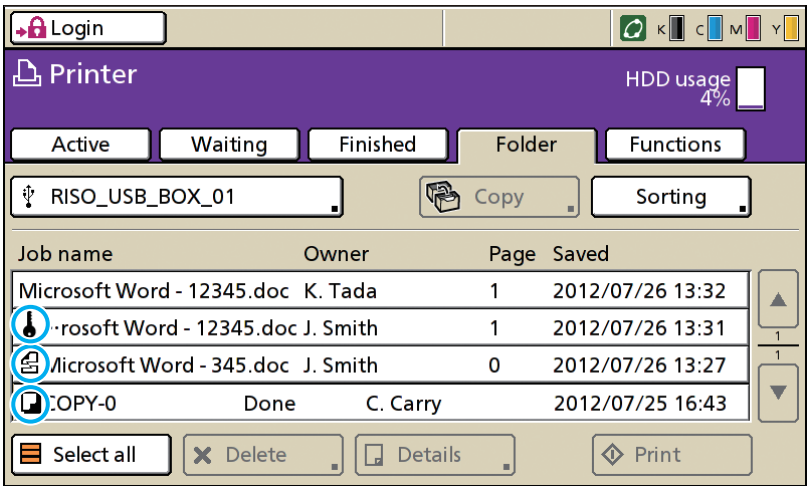 Login K C M Y
Printer HDD usage
4%
Active Waiting Finished Folder Functions
RISO_USB_BOX_01 Copy Sorting
Job name Owner Page Saved
Microsoft Word - 12345.doc K. Tada 1 2012/07/26 13:32
··rosoft Word - 12345.doc J. Smith 1 2012/07/26 13:31
1
1
Microsoft Word - 345.doc J. Smith 0 2012/07/26 13:27
COPY-0 Done C. Carry 2012/07/25 16:43
Select all Delete Details Print